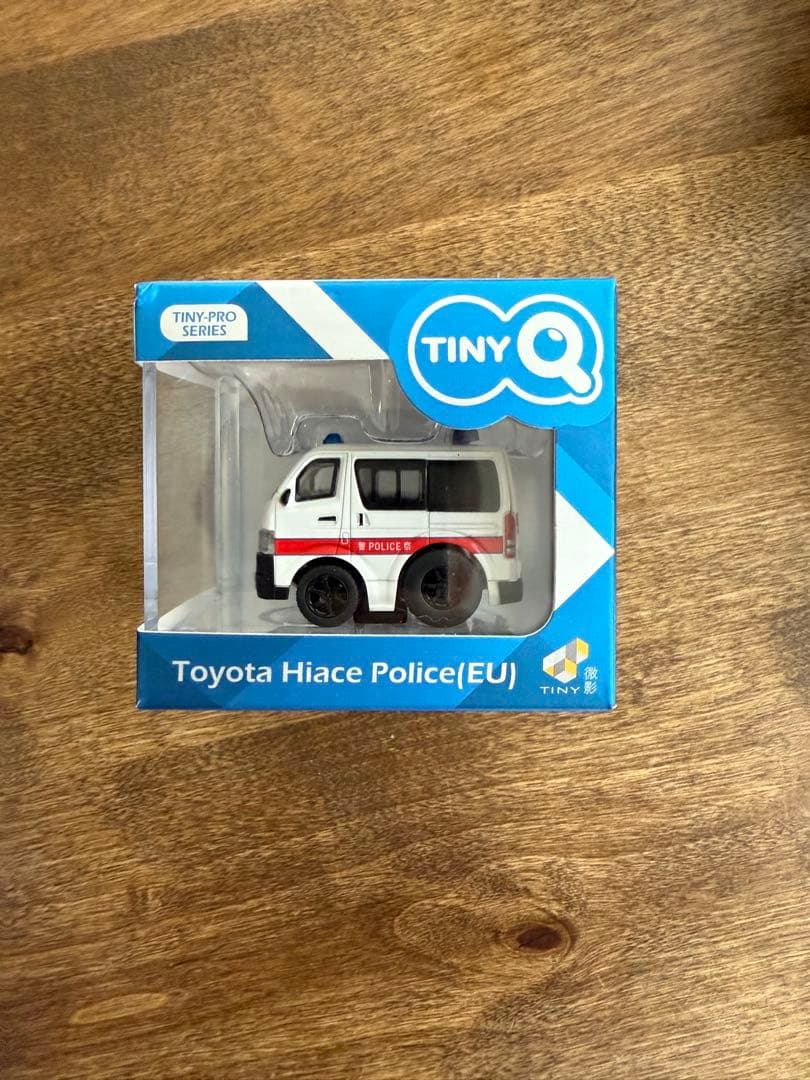 TINY-PRO
SERIES
TINY Q
警 POLICE 察
Toyota Hiace Police(EU)
TINY 微影